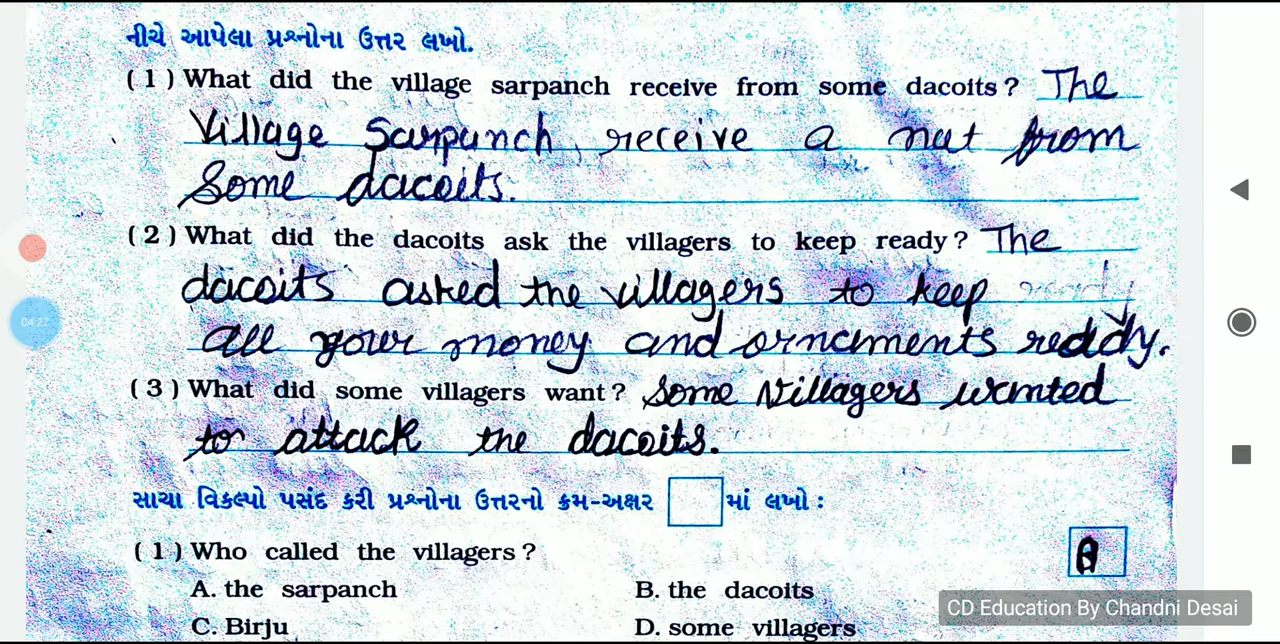 નીચે આપેલા પ્રશ્નોના ઉત્તર લખો.
(1) What did the village sarpanch receive from some dacoits? The
Village Sarpanch, receive a nut from
Some dacoits.
(2) What did the dacoits ask the villagers to keep ready? The
04:27
dacoits asked the villagers to keep ready
all your money and ornaments reddy.
(3) What did some villagers want? Some Villagers wanted
to attack the dacoits.
સાચા વિકલ્પો પસંદ કરી પ્રશ્નોના ઉત્તરનો ક્રમ-અક્ષર માં લખો :
(1) Who called the villagers? A
A. the sarpanch B. the dacoits
CD Education By Chandni Desai
C. Birju D. some villagers